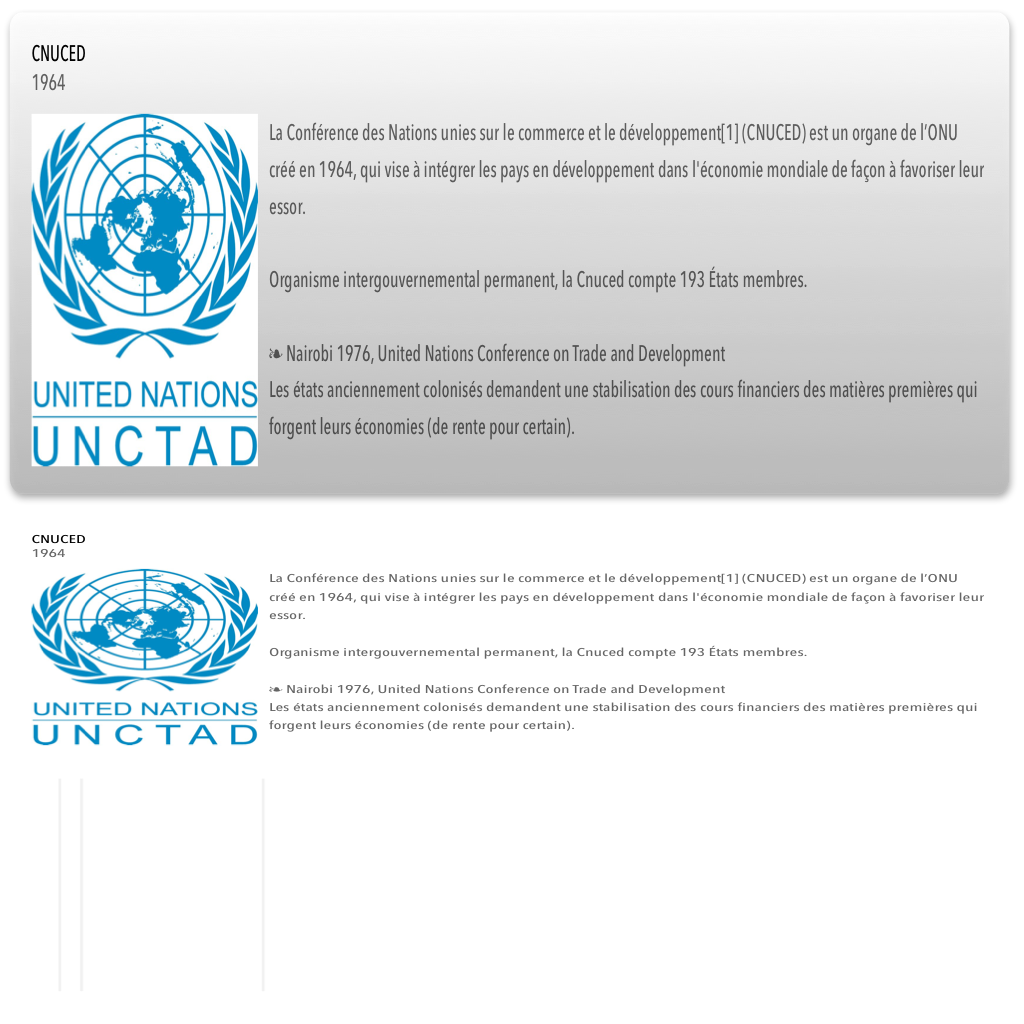 CNUCED
1964
La Conférence des Nations unies sur le commerce et le développement[1] (CNUCED) est un organe de l’ONU
créé en 1964, qui vise à intégrer les pays en développement dans l'économie mondiale de façon à favoriser leur
essor.
Organisme intergouvernemental permanent, la Cnuced compte 193 États membres.
❧ Nairobi 1976, United Nations Conference on Trade and Development
Les états anciennement colonisés demandent une stabilisation des cours financiers des matières premières qui
forgent leurs économies (de rente pour certain).
UNITED NATIONS
UNCTAD
CNUCED
1964
La Conférence des Nations unies sur le commerce et le développement[1] (CNUCED) est un organe de l’ONU
créé en 1964, qui vise à intégrer les pays en développement dans l'économie mondiale de façon à favoriser leur
essor.
Organisme intergouvernemental permanent, la Cnuced compte 193 États membres.
❧ Nairobi 1976, United Nations Conference on Trade and Development
Les états anciennement colonisés demandent une stabilisation des cours financiers des matières premières qui
forgent leurs économies (de rente pour certain).
UNITED NATIONS
UNCTAD